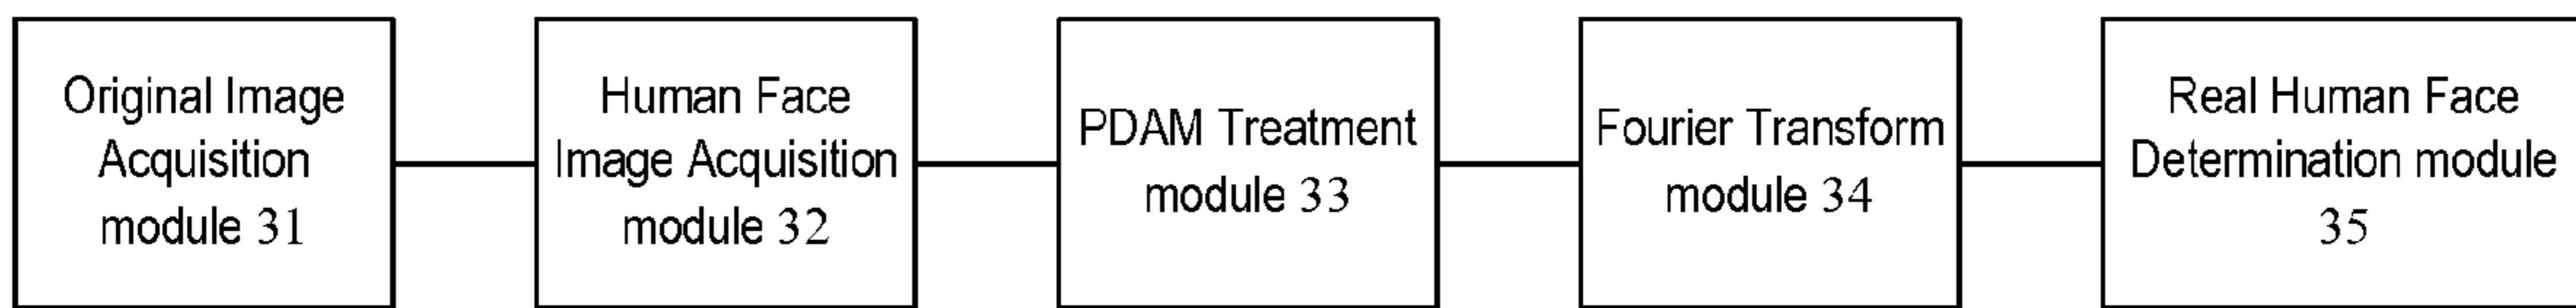 Original Image
Acquisition
module 31
Human Face
Image Acquisition
module 32
PDAM Treatment
module 33
Fourier Transform
module 34
Real Human Face
Determination module
35